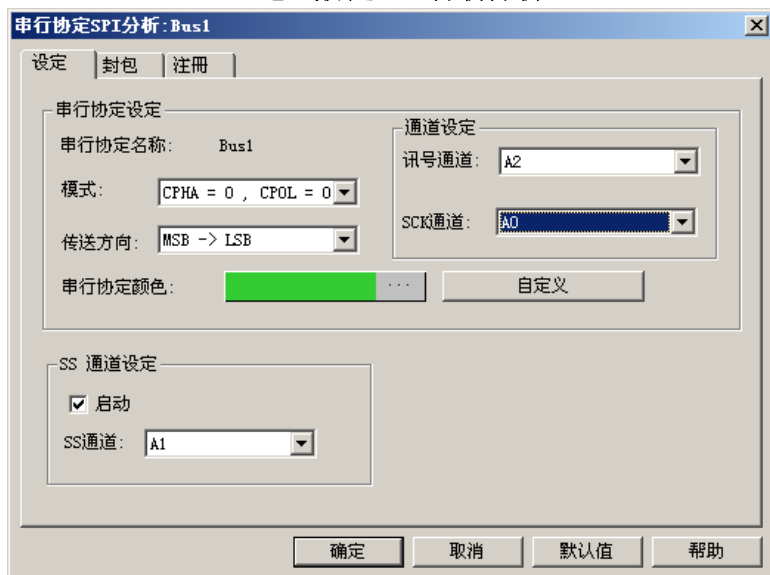 串行协定SPI分析:Bus1
设定 封包 注冊
串行协定设定
串行协定名称: Bus1
模式: CPHA = 0 , CPOL = 0
传送方向: MSB -> LSB
串行协定颜色: ... 自定义
通道设定
讯号通道: A2
SCK通道: A0
SS 通道设定
启动
SS通道: A1
确定 取消 默认值 帮助